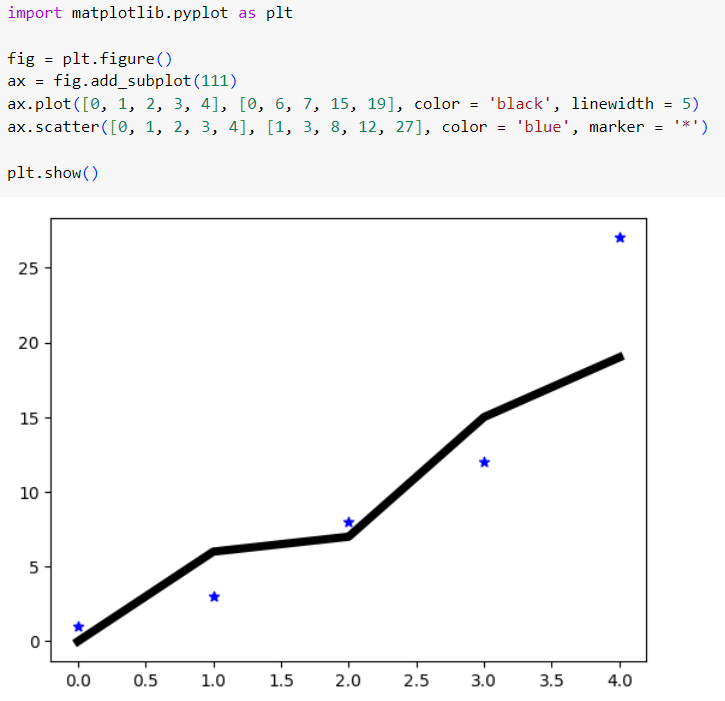 import matplotlib.pyplot as plt
fig = plt.figure()
ax = fig.add_subplot(111)
ax.plot([0, 1, 2, 3, 4], [0, 6, 7, 15, 19], color = 'black', linewidth = 5)
ax.scatter([0, 1, 2, 3, 4], [1, 3, 8, 12, 27], color = 'blue', marker = '*')
plt.show()
25
20
15
10
5
0
0.0 0.5 1.0 1.5 2.0 2.5 3.0 3.5 4.0